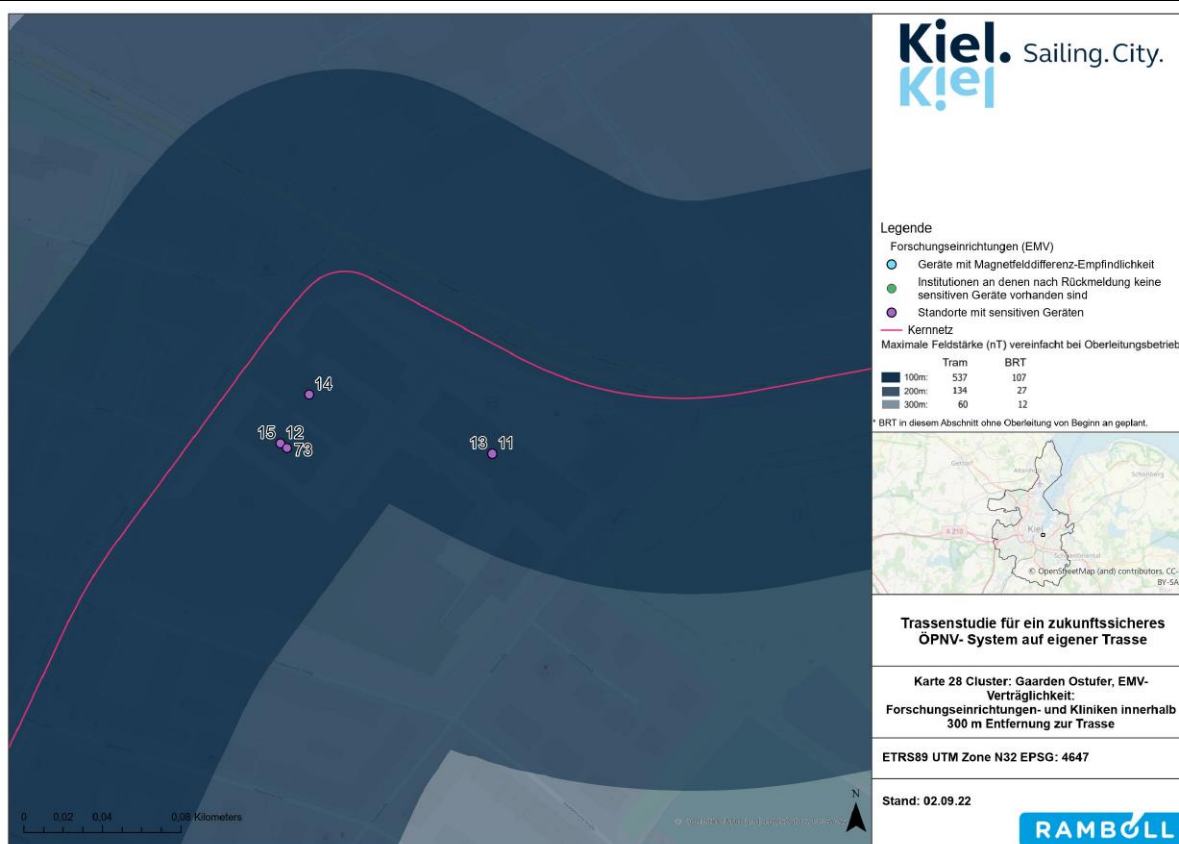 Kiel. Sailing.City.
Legende
Forschungseinrichtungen (EMV)
Geräte mit Magnetfelddifferenz-Empfindlichkeit
Institutionen an denen nach Rückmeldung keine
sensitiven Geräte vorhanden sind
Standorte mit sensitiven Geräten
Kernnetz
Maximale Feldstärke (nT) vereinfacht bei Oberleitungsbetrieb
Tram BRT
100m: 537 107
200m: 134 27
300m: 60 12
* BRT in diesem Abschnitt ohne Oberleitung von Beginn an geplant.
14
15 12
73
13 11
0 0,02 0,04 0,08 Kilometers
N
Gettorf
Altenholz
Schönberg
A 210
Kiel
© OpenStreetMap (and) contributors, CC-
BY-SA
Trassenstudie für ein zukunftssicheres
ÖPNV- System auf eigener Trasse
Karte 28 Cluster: Gaarden Ostufer, EMV-
Verträglichkeit:
Forschungseinrichtungen- und Kliniken innerhalb
300 m Entfernung zur Trasse
ETRS89 UTM Zone N32 EPSG: 4647
Stand: 02.09.22
RAMBOLL